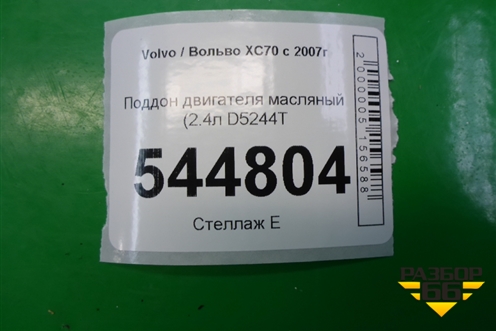 Volvo / Вольво XC70 с 2007г
Поддон двигателя масляный
(2.4л D5244T
544804
Стеллаж Е
2000005156588
РАЗБОР
66